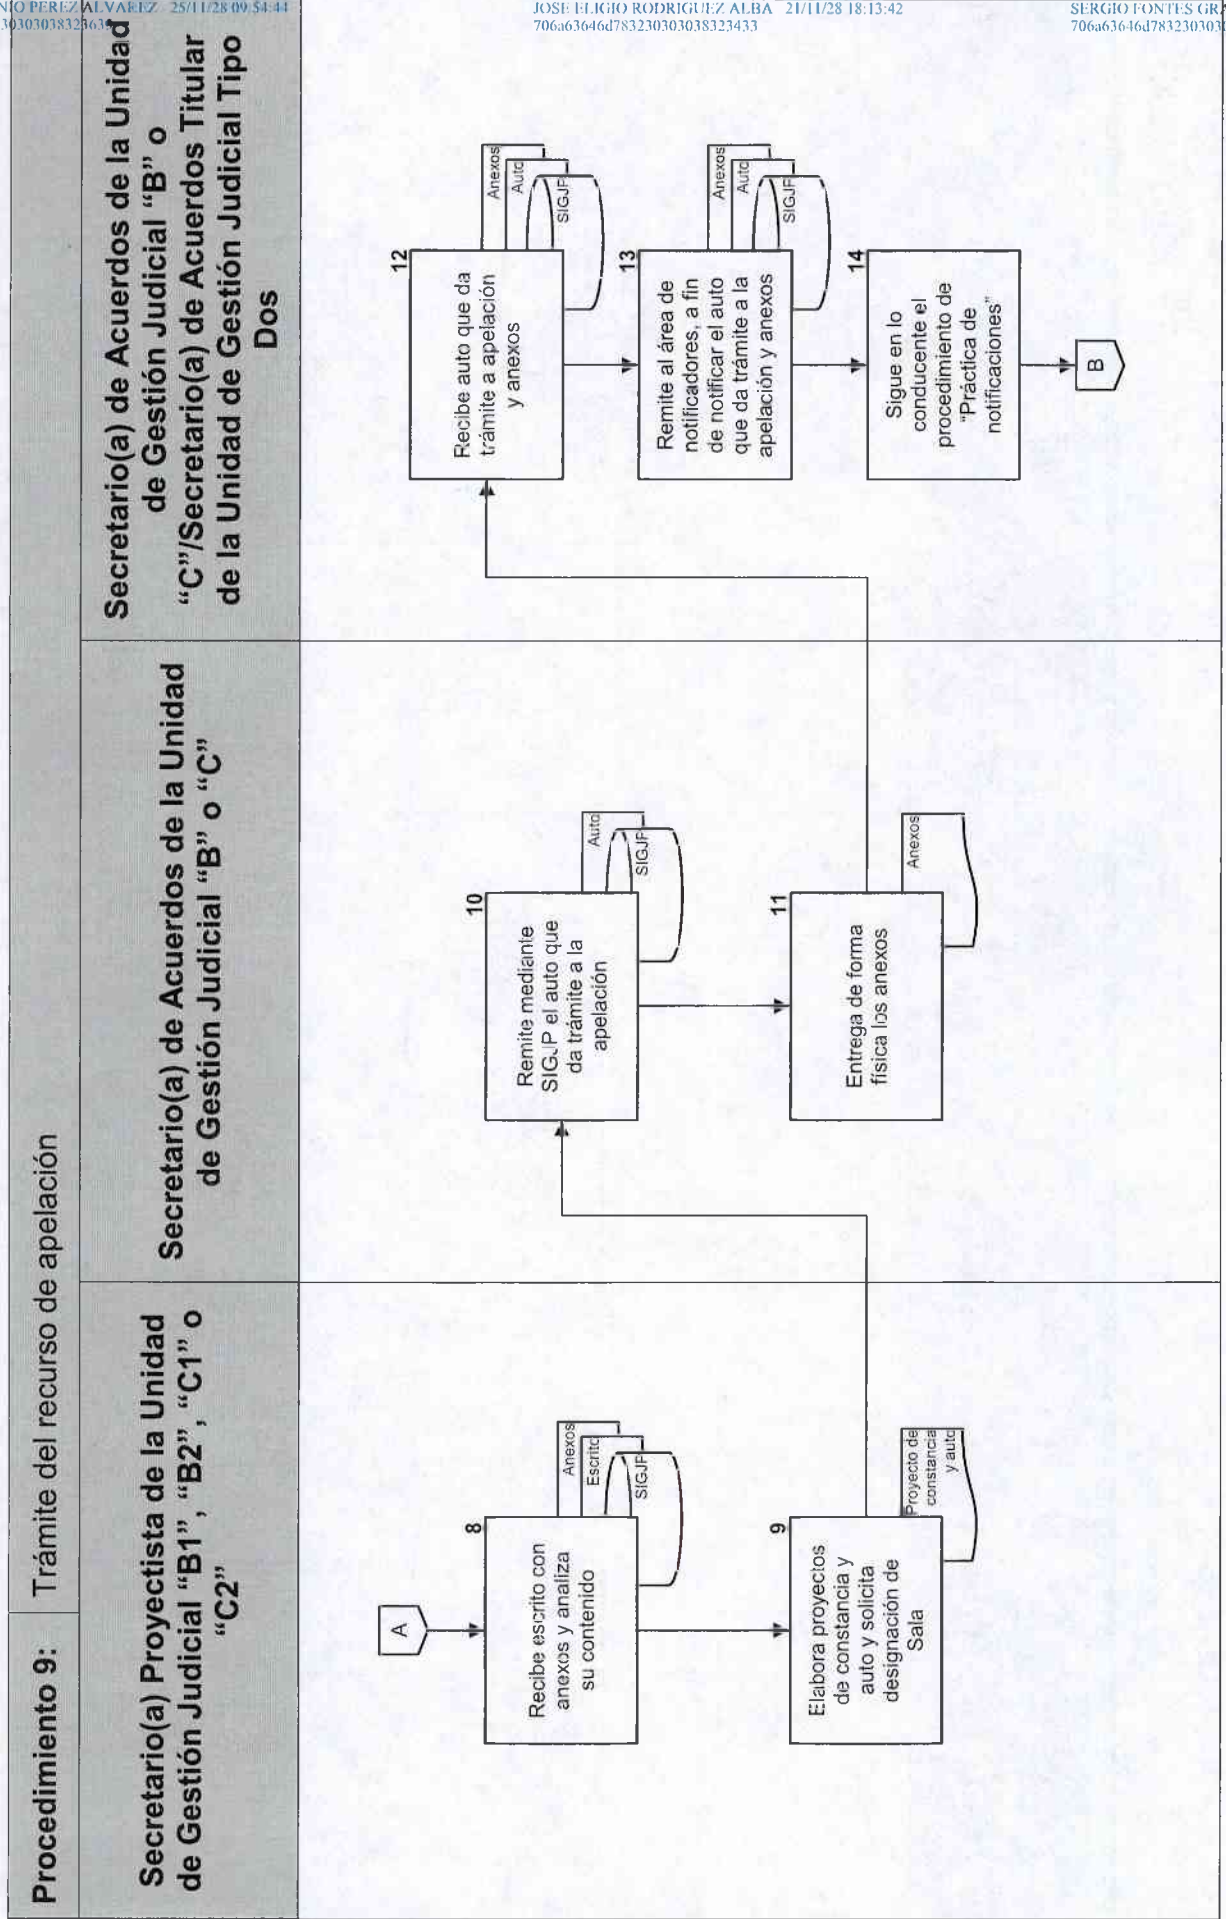 NIO PEREZ ALVAREZ 25/11/28 09:54:44
JOSE ELIGIO RODRIGUEZ ALBA 21/11/28 18:13:42
706a63646d783230303038323433
SERGIO FONTES GRA
706a63646d783230303
Procedimiento 9: Trámite del recurso de apelación
Secretario(a) Proyectista de la Unidad
de Gestión Judicial “B1”, “B2”, “C1” o
“C2”
Secretario(a) de Acuerdos de la Unidad
de Gestión Judicial “B” o “C”
Secretario(a) de Acuerdos de la Unidad
de Gestión Judicial “B” o
“C”/Secretario(a) de Acuerdos Titular
de la Unidad de Gestión Judicial Tipo
Dos
A
8
Recibe escrito con
anexos y analiza
su contenido
Anexos
Escrito
SIGJP
9
Elabora proyectos
de constancia y
auto y solicita
designación de
Sala
Proyecto de
constancia
y auto
10
Remite mediante
SIGJP el auto que
da trámite a la
apelación
Auto
SIGJP
11
Entrega de forma
física los anexos
Anexos
12
Recibe auto que da
trámite a apelación
y anexos
Anexos
Auto
SIGJP
13
Remite al área de
notificadores, a fin
de notificar el auto
que da trámite a la
apelación y anexos
Anexos
Auto
SIGJP
14
Sigue en lo
conducente el
procedimiento de
“Práctica de
notificaciones”
B